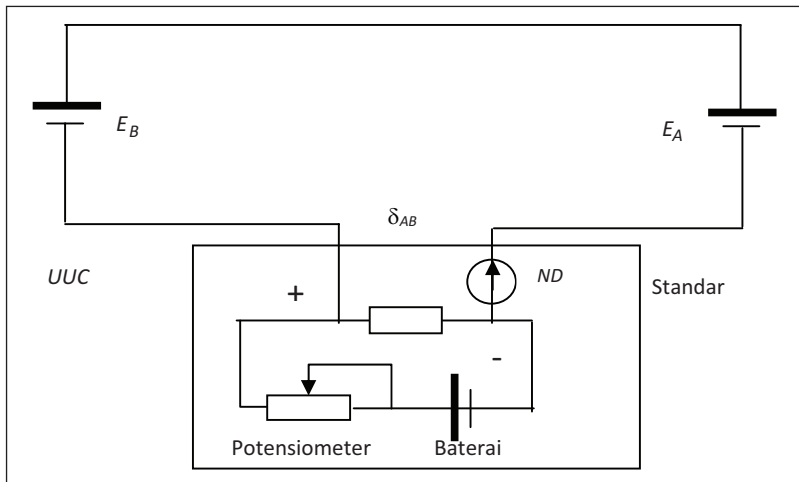 E_B
E_A
δ_AB
UUC
ND
Standar
+
-
Potensiometer
Baterai